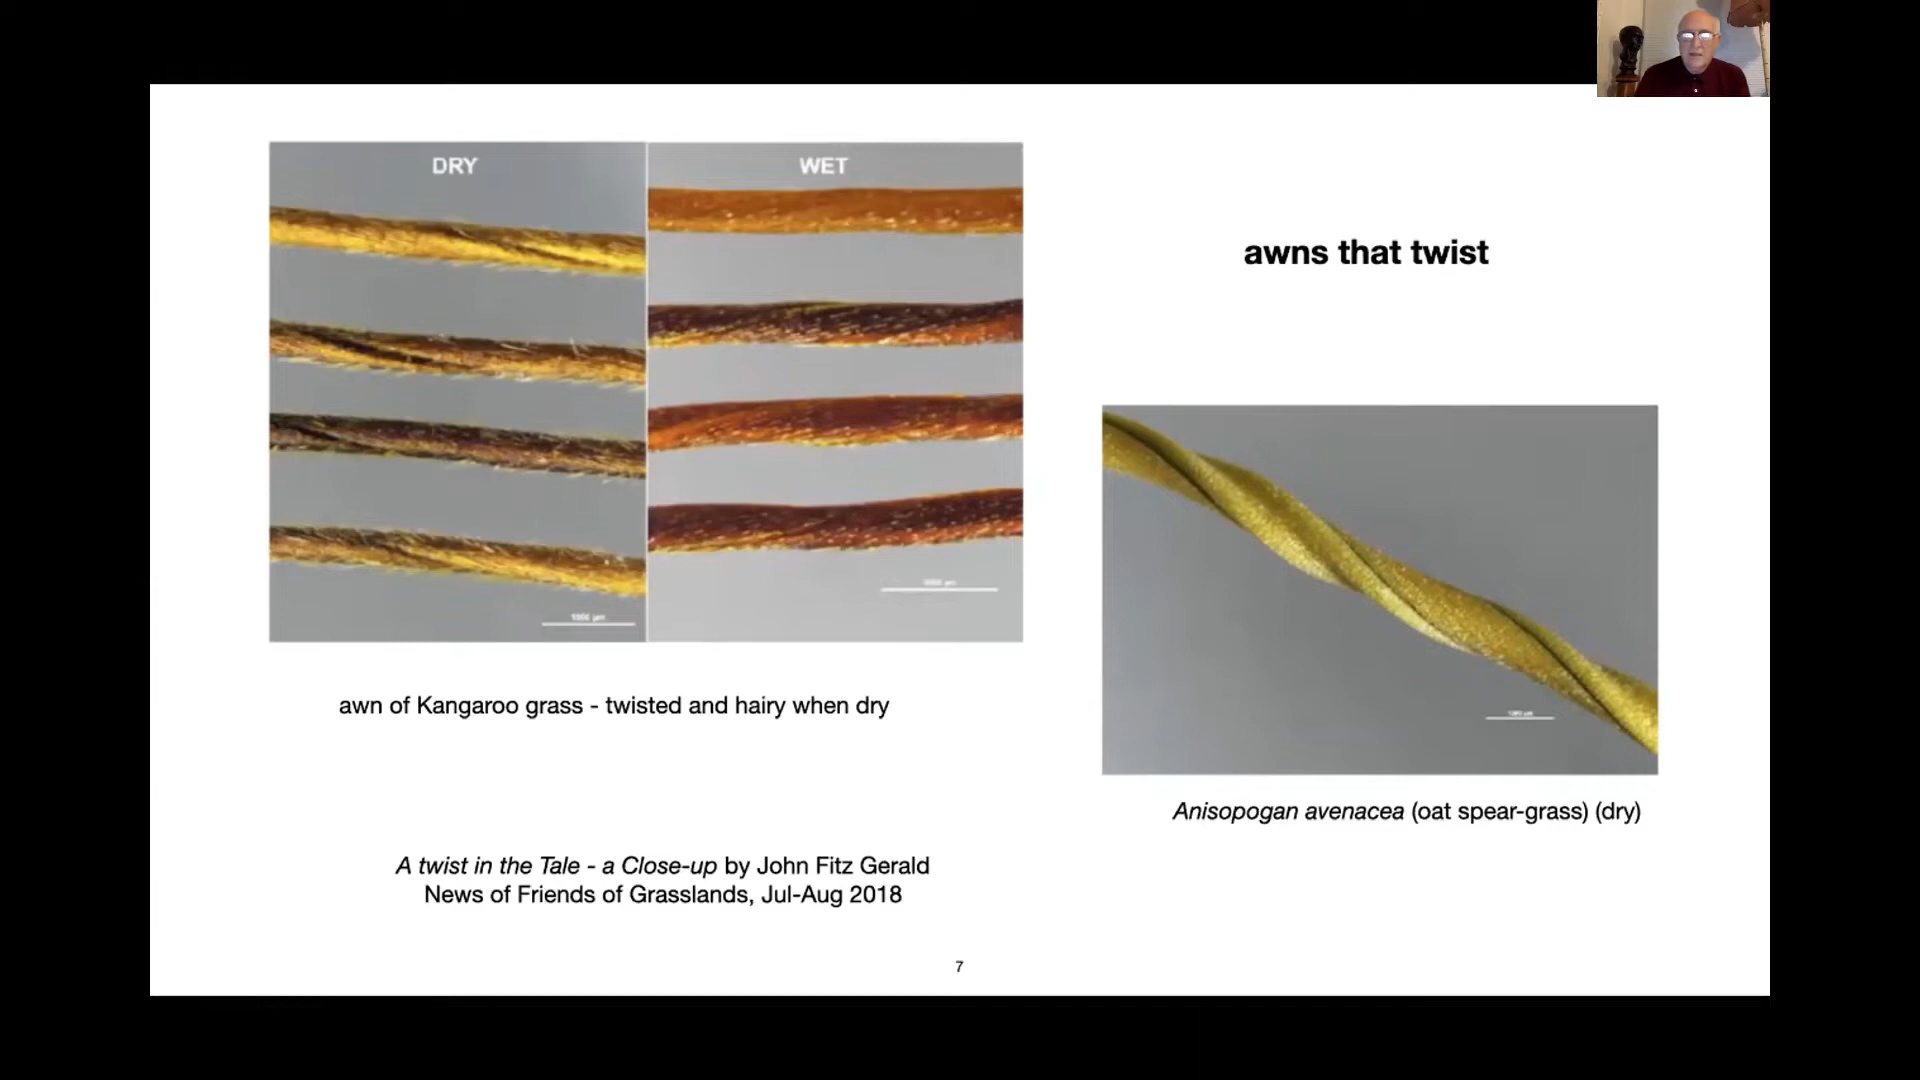 DRY
WET
awns that twist
1000 µm
awn of Kangaroo grass - twisted and hairy when dry
Anisopogan avenacea (oat spear-grass) (dry)
A twist in the Tale - a Close-up by John Fitz Gerald
News of Friends of Grasslands, Jul-Aug 2018
7